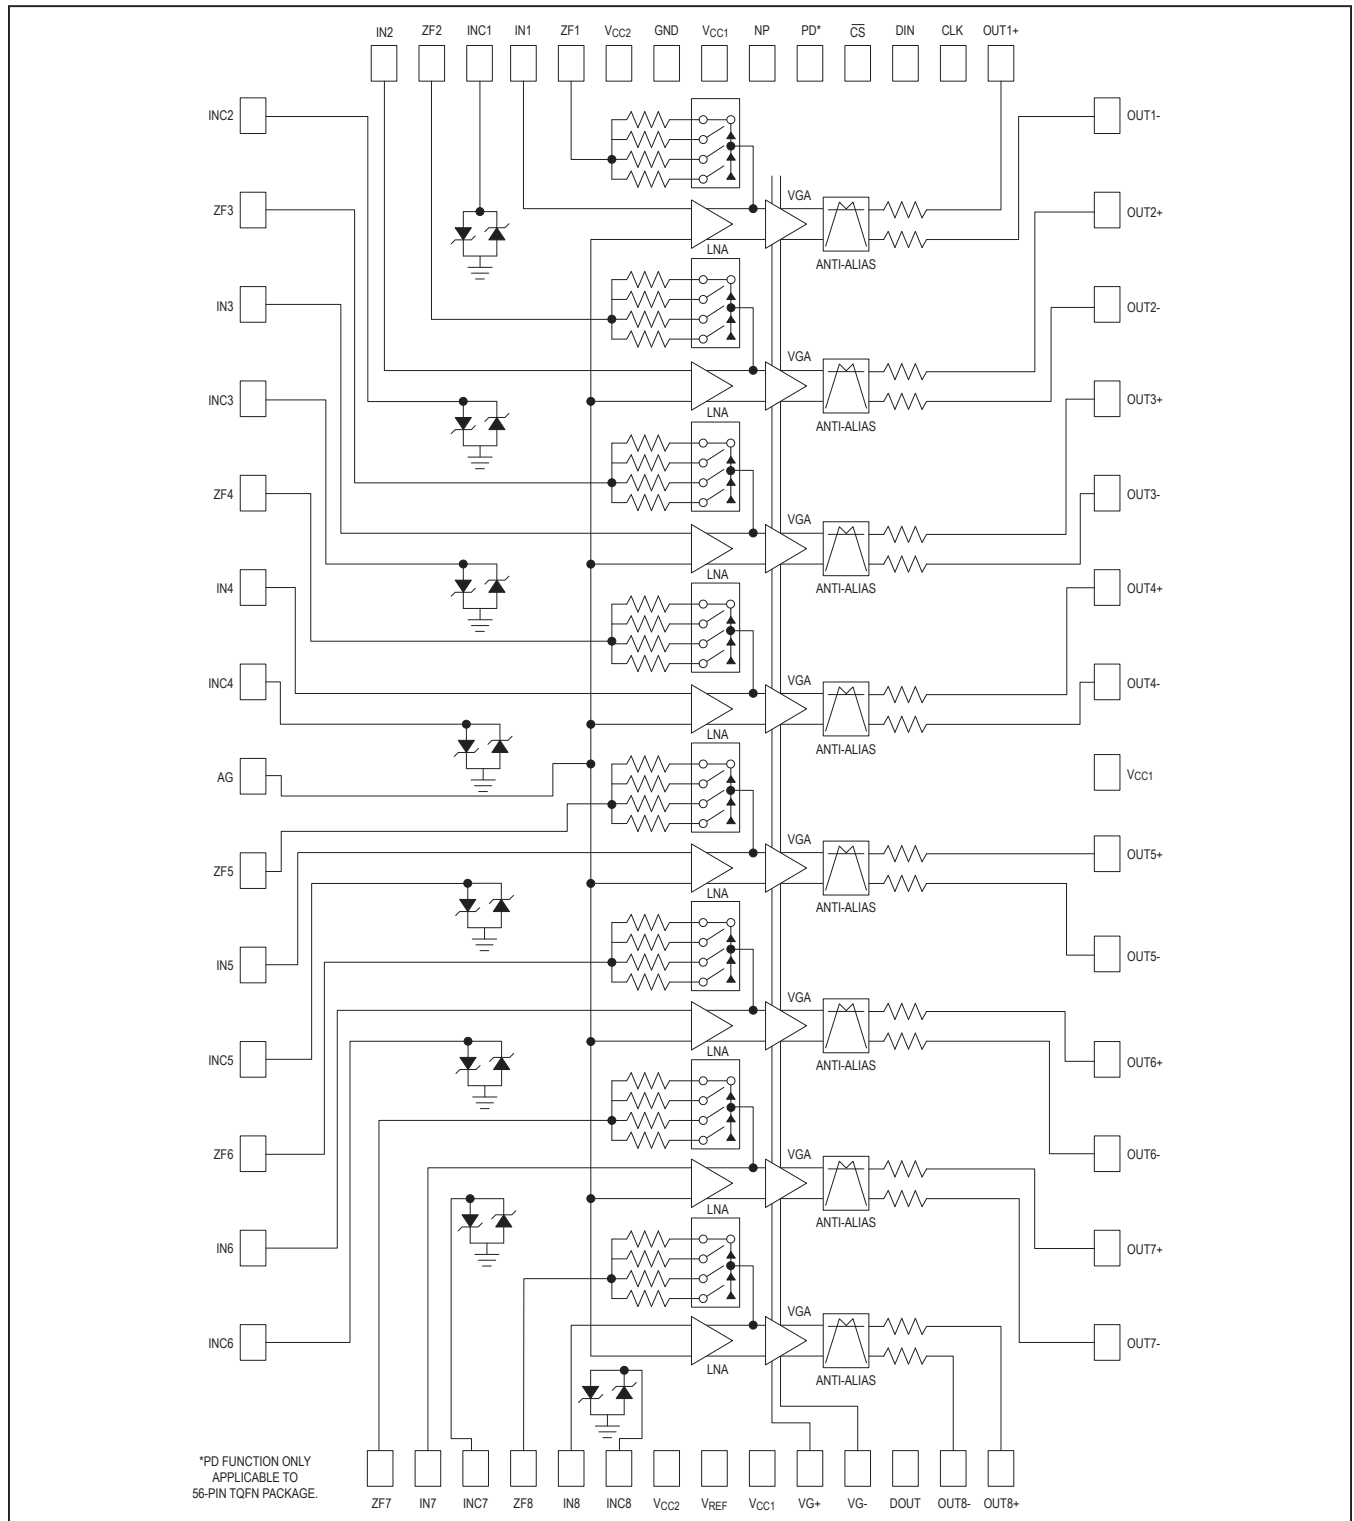 IN2 ZF2 INC1 IN1 ZF1 VCC2 GND VCC1 NP PD* C̅S̅ DIN CLK OUT1+
INC2
OUT1-
VGA
ZF3
OUT2+
LNA
ANTI-ALIAS
IN3
OUT2-
VGA
INC3
OUT3+
LNA
ANTI-ALIAS
ZF4
OUT3-
VGA
LNA
IN4
ANTI-ALIAS
OUT4+
INC4
VGA
OUT4-
LNA
ANTI-ALIAS
AG
VCC1
VGA
OUT5+
ZF5
LNA
ANTI-ALIAS
IN5
OUT5-
VGA
INC5
LNA
ANTI-ALIAS
OUT6+
ZF6
VGA
OUT6-
LNA
ANTI-ALIAS
IN6
OUT7+
VGA
INC6
OUT7-
LNA
ANTI-ALIAS
*PD FUNCTION ONLY
APPLICABLE TO
56-PIN TQFN PACKAGE.
ZF7 IN7 INC7 ZF8 IN8 INC8 VCC2 VREF VCC1 VG+ VG- DOUT OUT8- OUT8+